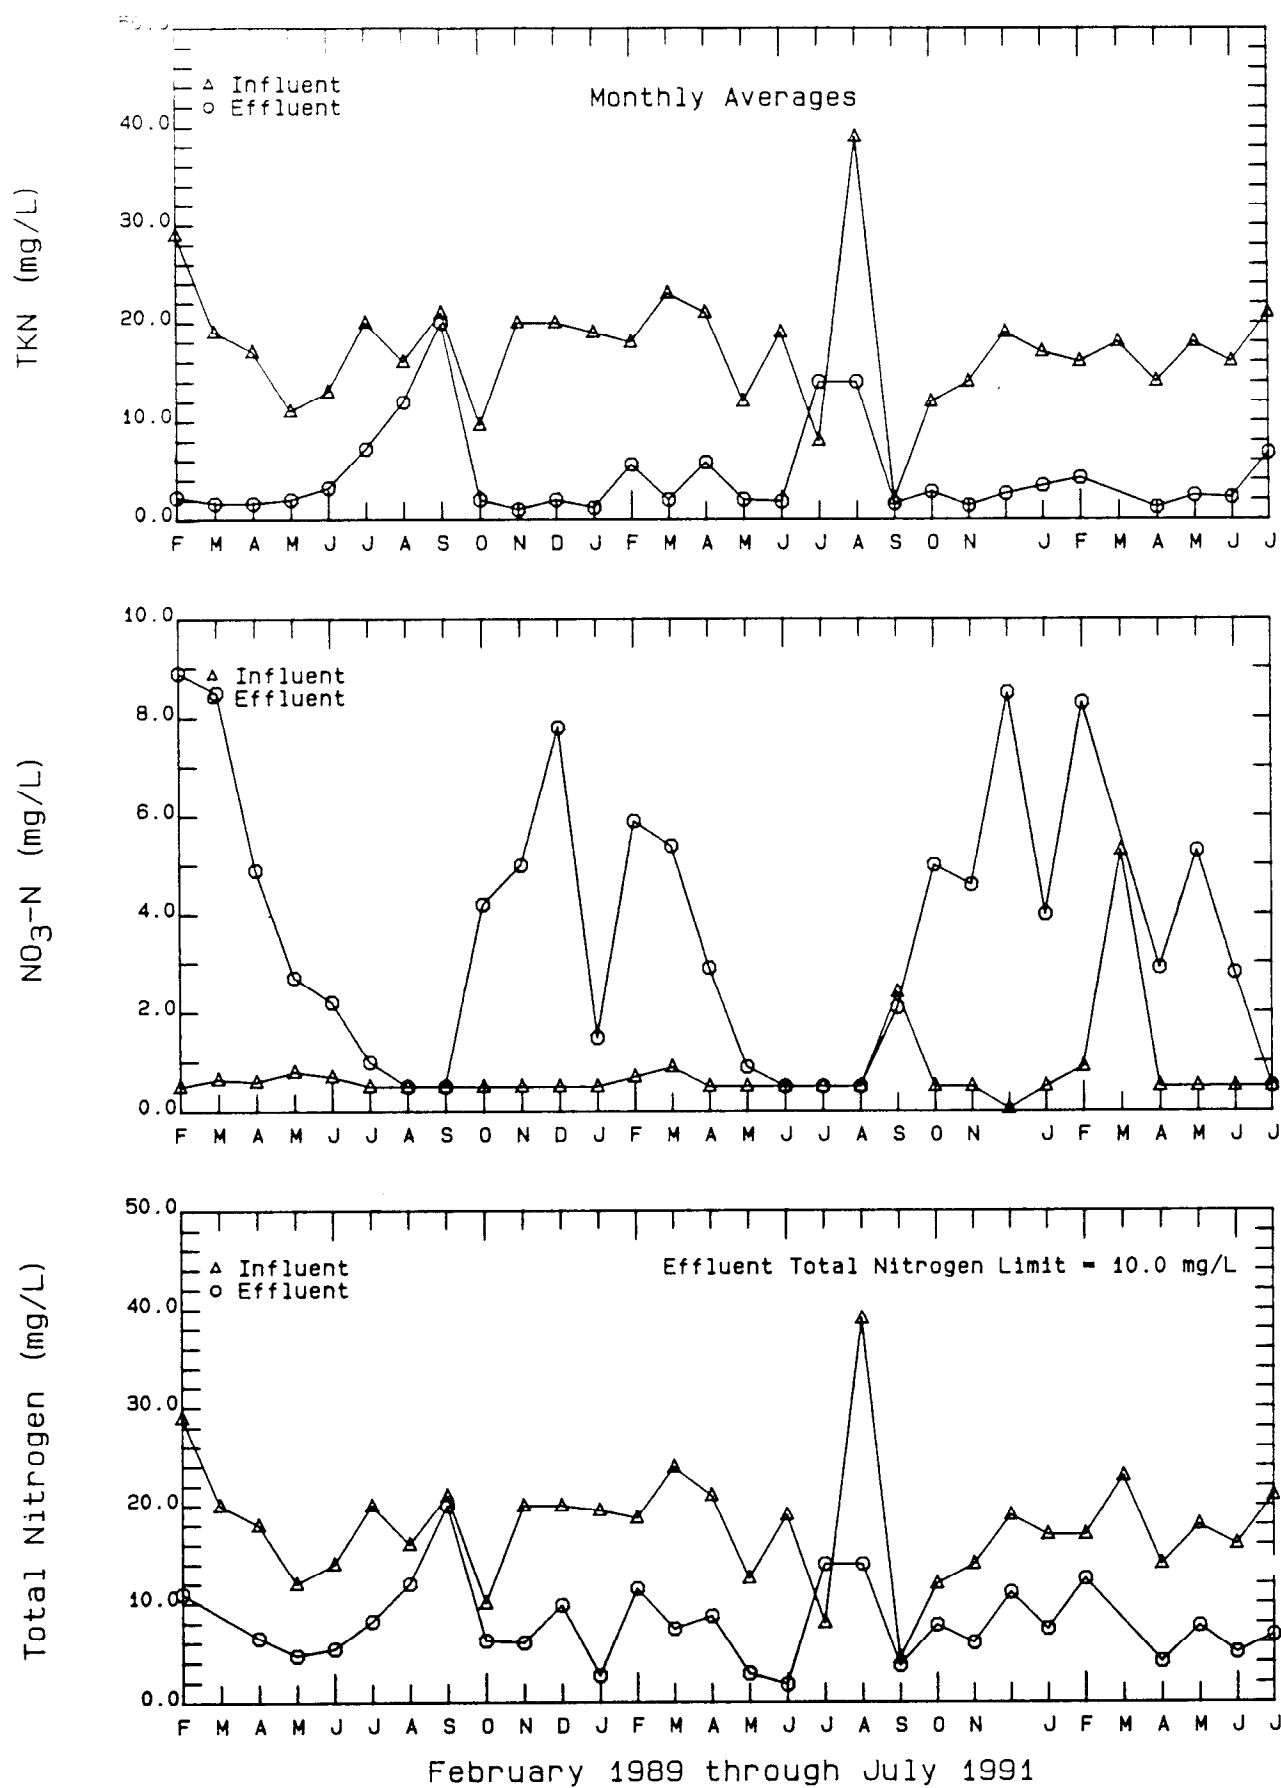 △ Influent
○ Effluent
Monthly Averages
TKN (mg/L)
40.0
30.0
20.0
10.0
0.0
F M A M J J A S O N D J F M A M J J A S O N J F M A M J J
10.0
△ Influent
○ Effluent
NO3-N (mg/L)
8.0
6.0
4.0
2.0
0.0
F M A M J J A S O N D J F M A M J J A S O N J F M A M J J
50.0
△ Influent
○ Effluent
Effluent Total Nitrogen Limit = 10.0 mg/L
Total Nitrogen (mg/L)
40.0
30.0
20.0
10.0
0.0
F M A M J J A S O N D J F M A M J J A S O N J F M A M J J
February 1989 through July 1991